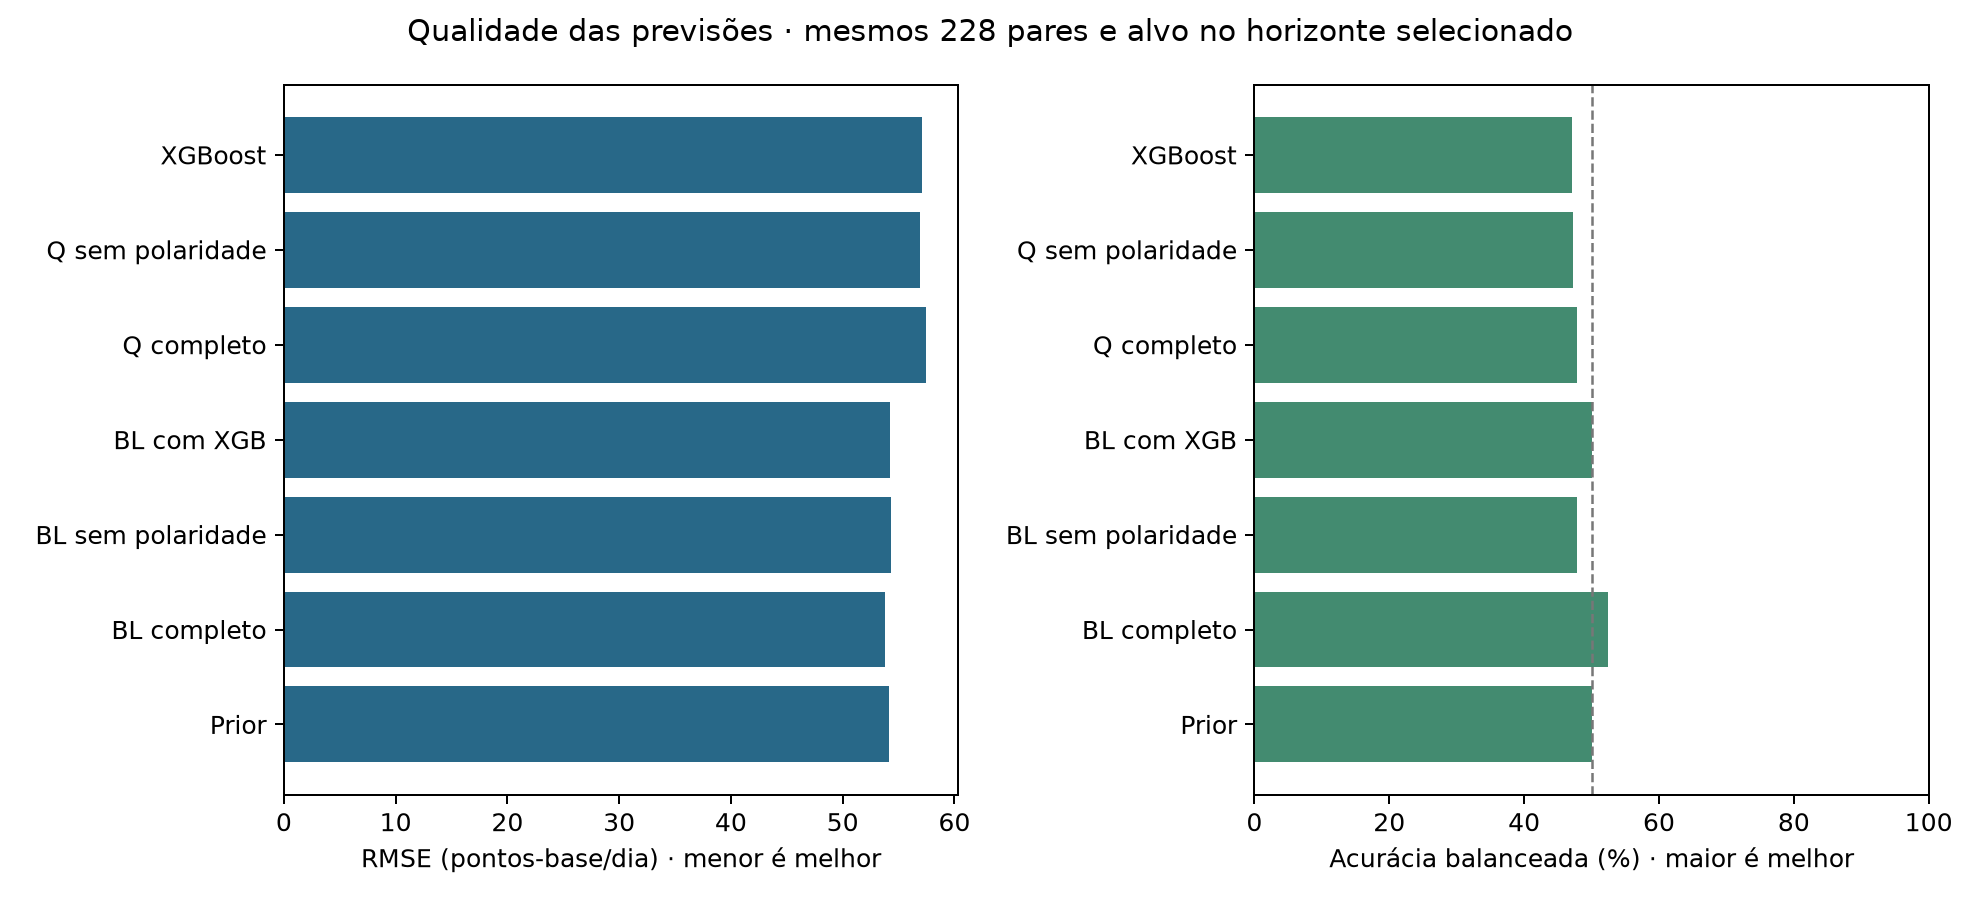 Qualidade das previsões · mesmos 228 pares e alvo no horizonte selecionado
XGBoost
Q sem polaridade
Q completo
BL com XGB
BL sem polaridade
BL completo
Prior
0 10 20 30 40 50 60
RMSE (pontos-base/dia) · menor é melhor
XGBoost
Q sem polaridade
Q completo
BL com XGB
BL sem polaridade
BL completo
Prior
0 20 40 60 80 100
Acurácia balanceada (%) · maior é melhor